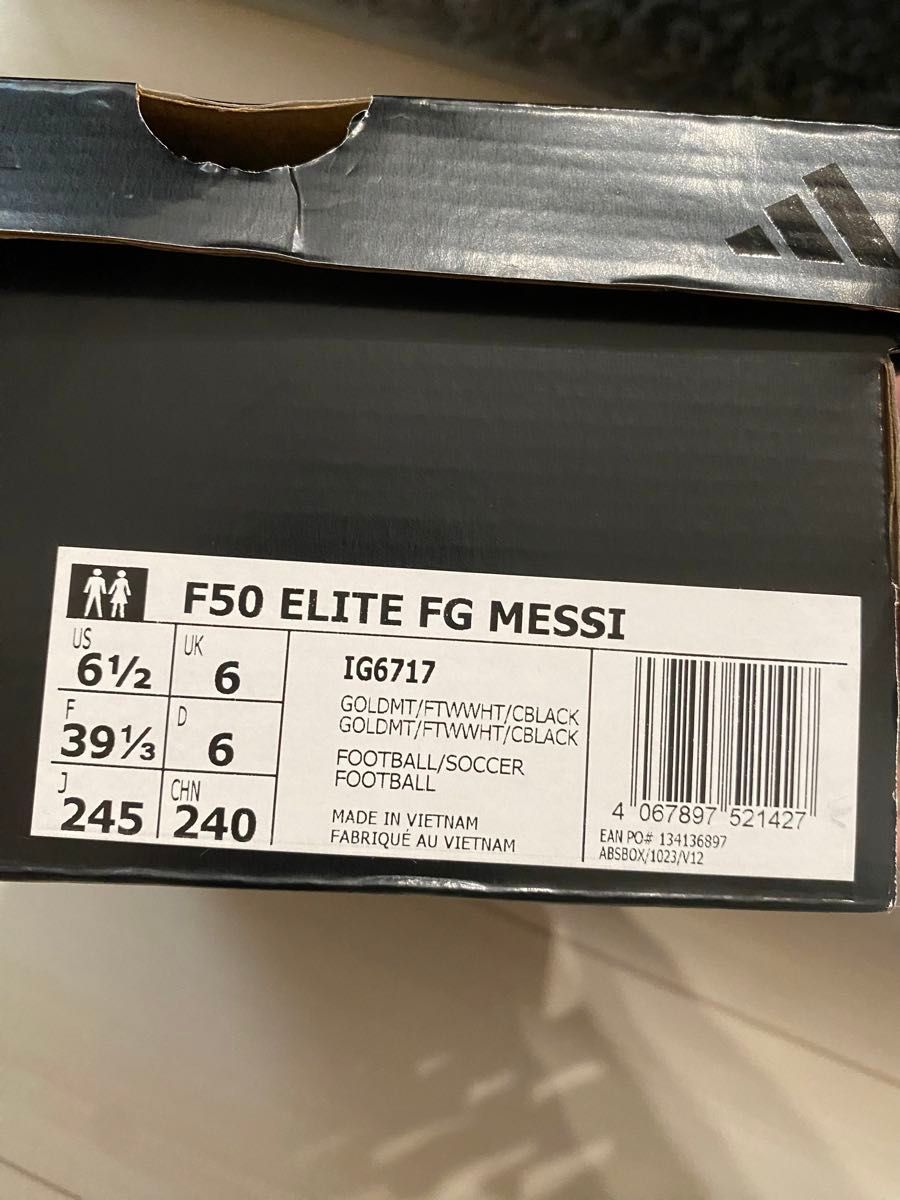 F50 ELITE FG MESSI
US
6½
UK
6
F
39⅓
D
6
J
245
CHN
240
IG6717
GOLDMT/FTWWHT/CBLACK
GOLDMT/FTWWHT/CBLACK
FOOTBALL/SOCCER
FOOTBALL
MADE IN VIETNAM
FABRIQUÉ AU VIETNAM
4 067897 521427
EAN PO# 134136897
ABSBOX/1023/V12